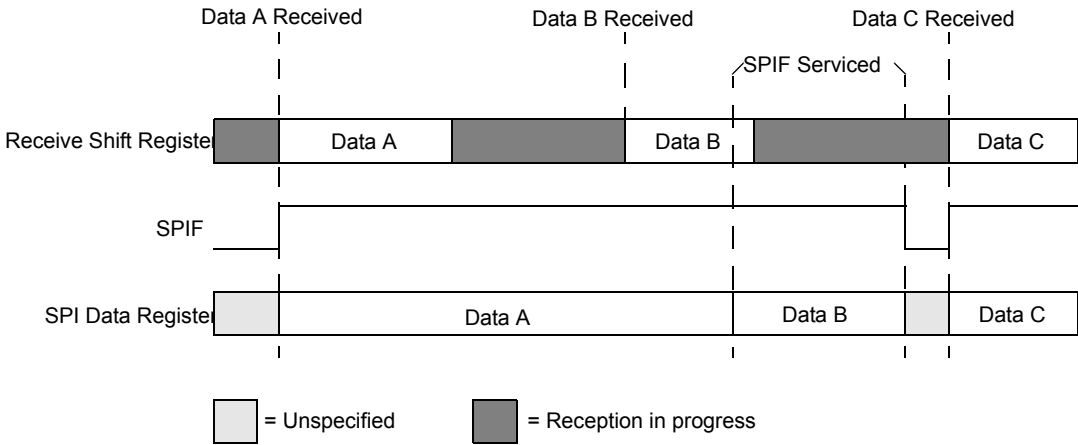 Data A Received
Data B Received
Data C Received
SPIF Serviced
Receive Shift Register
Data A
Data B
Data C
SPIF
SPI Data Register
Data A
Data B
Data C
= Unspecified
= Reception in progress